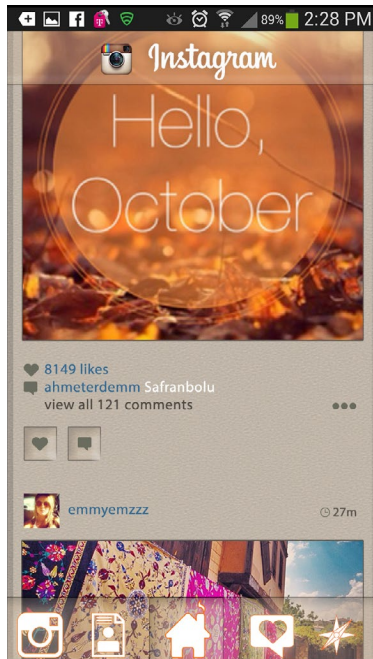 89% 2:28 PM
Instagram
Hello,
October
8149 likes
ahmeterdemm Safranbolu
view all 121 comments
emmyemzzz
27m